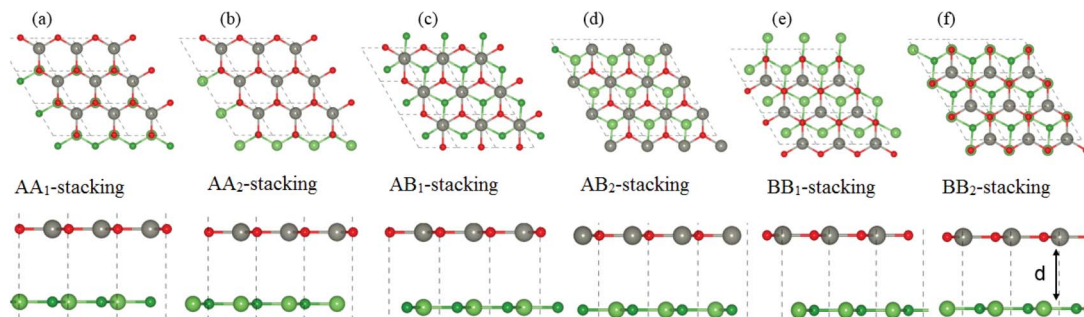 (a) (b) (c) (d) (e) (f)
AA₁-stacking AA₂-stacking AB₁-stacking AB₂-stacking BB₁-stacking BB₂-stacking
d